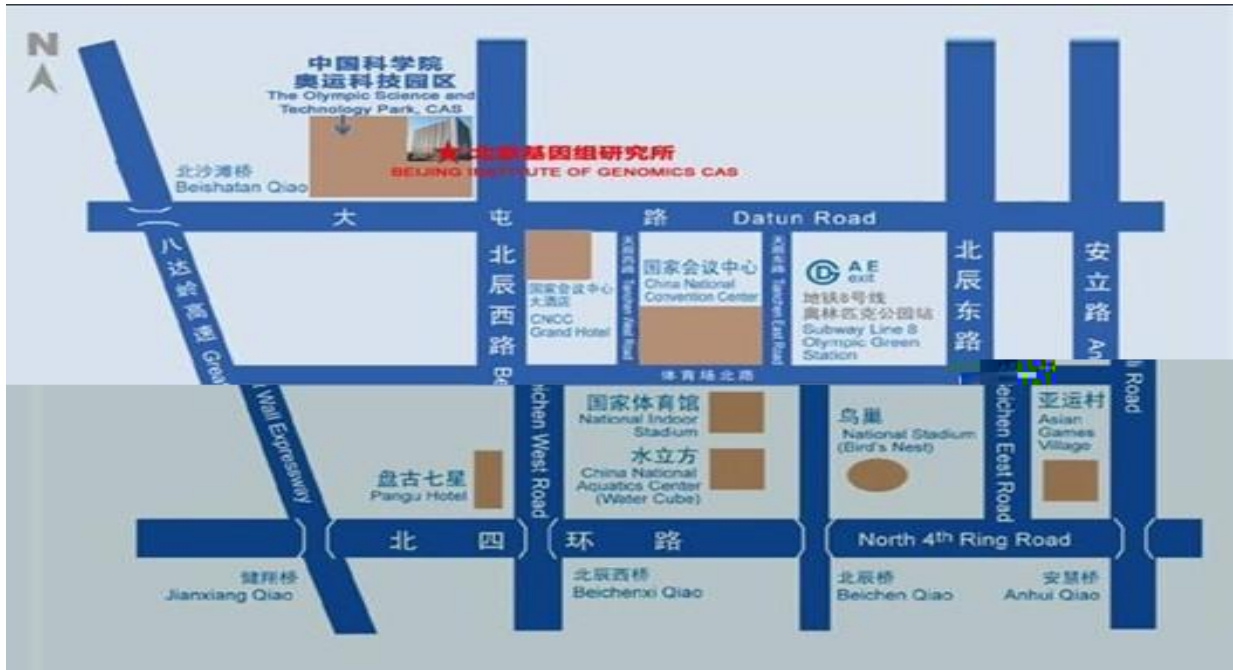 N
中国科学院
奥运科技园区
The Olympic Science and
Technology Park, CAS
基因组研究所
BEIJING INSTITUTE OF GENOMICS CAS
北沙滩桥
Beishatan Qiao
大屯路 Datun Road
八达岭高速 Great Wall Expressway
北辰西路 Beichen West Road
国家会议中心
大酒店
CNCC
Grand Hotel
天辰西路 Tianchen West Road
国家会议中心
China National
Convention Center
天辰东路 Tianchen East Road
A E
exit
地铁8号线
奥林匹克公园站
Subway Line 8
Olympic Green
Station
北辰东路
Beichen Eest Road
安立路
Road
体育场北路
国家体育馆
National Indoor
Stadium
水立方
China National
Aquatics Center
(Water Cube)
鸟巢
National Stadium
(Bird's Nest)
亚运村
Asian
Games
Village
盘古七星
Pangu Hotel
北四环路 North 4th Ring Road
健翔桥
Jianxiang Qiao
北辰西桥
Beichenxi Qiao
北辰桥
Beichen Qiao
安慧桥
Anhui Qiao